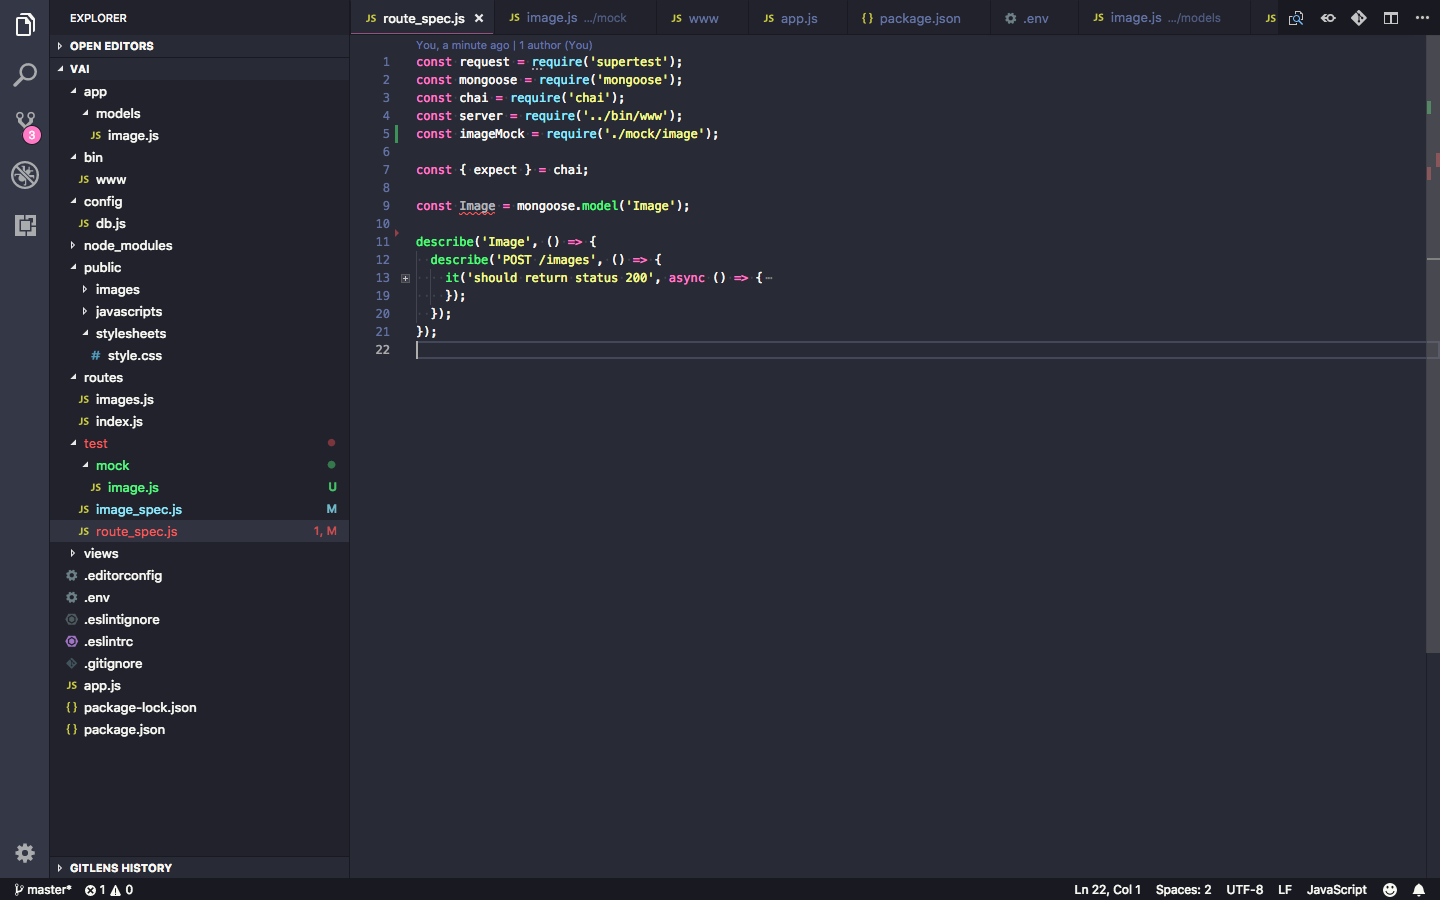 EXPLORER
OPEN EDITORS
VAI
app
models
JS image.js
bin
JS www
config
JS db.js
node_modules
public
images
javascripts
stylesheets
# style.css
routes
JS images.js
JS index.js
test
mock
JS image.js U
JS image_spec.js M
JS route_spec.js 1, M
views
.editorconfig
.env
.eslintignore
.eslintrc
.gitignore
JS app.js
{ } package-lock.json
{ } package.json
GITLENS HISTORY
3
JS route_spec.js × JS image.js .../mock JS www JS app.js { } package.json .env JS image.js .../models JS
You, a minute ago | 1 author (You)
1 const request = require('supertest');
2 const mongoose = require('mongoose');
3 const chai = require('chai');
4 const server = require('../bin/www');
5 const imageMock = require('./mock/image');
6
7 const { expect } = chai;
8
9 const Image = mongoose.model('Image');
10
11 describe('Image', () => {
12 describe('POST /images', () => {
13 it('should return status 200', async () => {
19 });
20 });
21 });
22
master* 1 0 Ln 22, Col 1 Spaces: 2 UTF-8 LF JavaScript